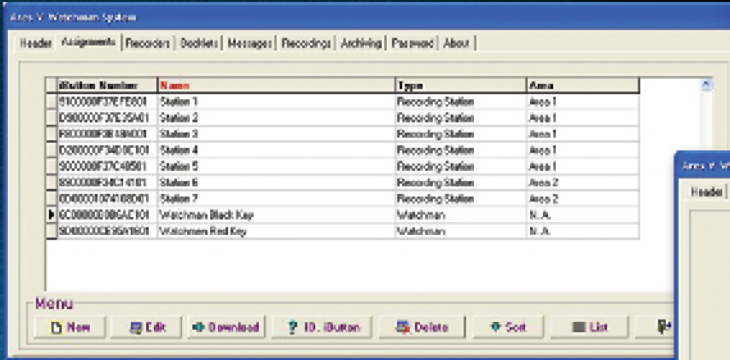 Ares V. Watchman System
Header Assignments Recorders Booklets Messages Recordings Archiving Password About
iButton Number Name Type Area
Station 1 Recording Station Area 1
Station 2 Recording Station Area 1
Station 3 Recording Station Area 1
Station 4 Recording Station Area 1
Station 5 Recording Station Area 1
Station 6 Recording Station Area 2
Station 7 Recording Station Area 2
Watchman Black Key Watchman N.A.
Watchman Red Key Watchman N.A.
Ares V. W
Header
Menu
New Edit Download ? ID. iButton Delete Sort List